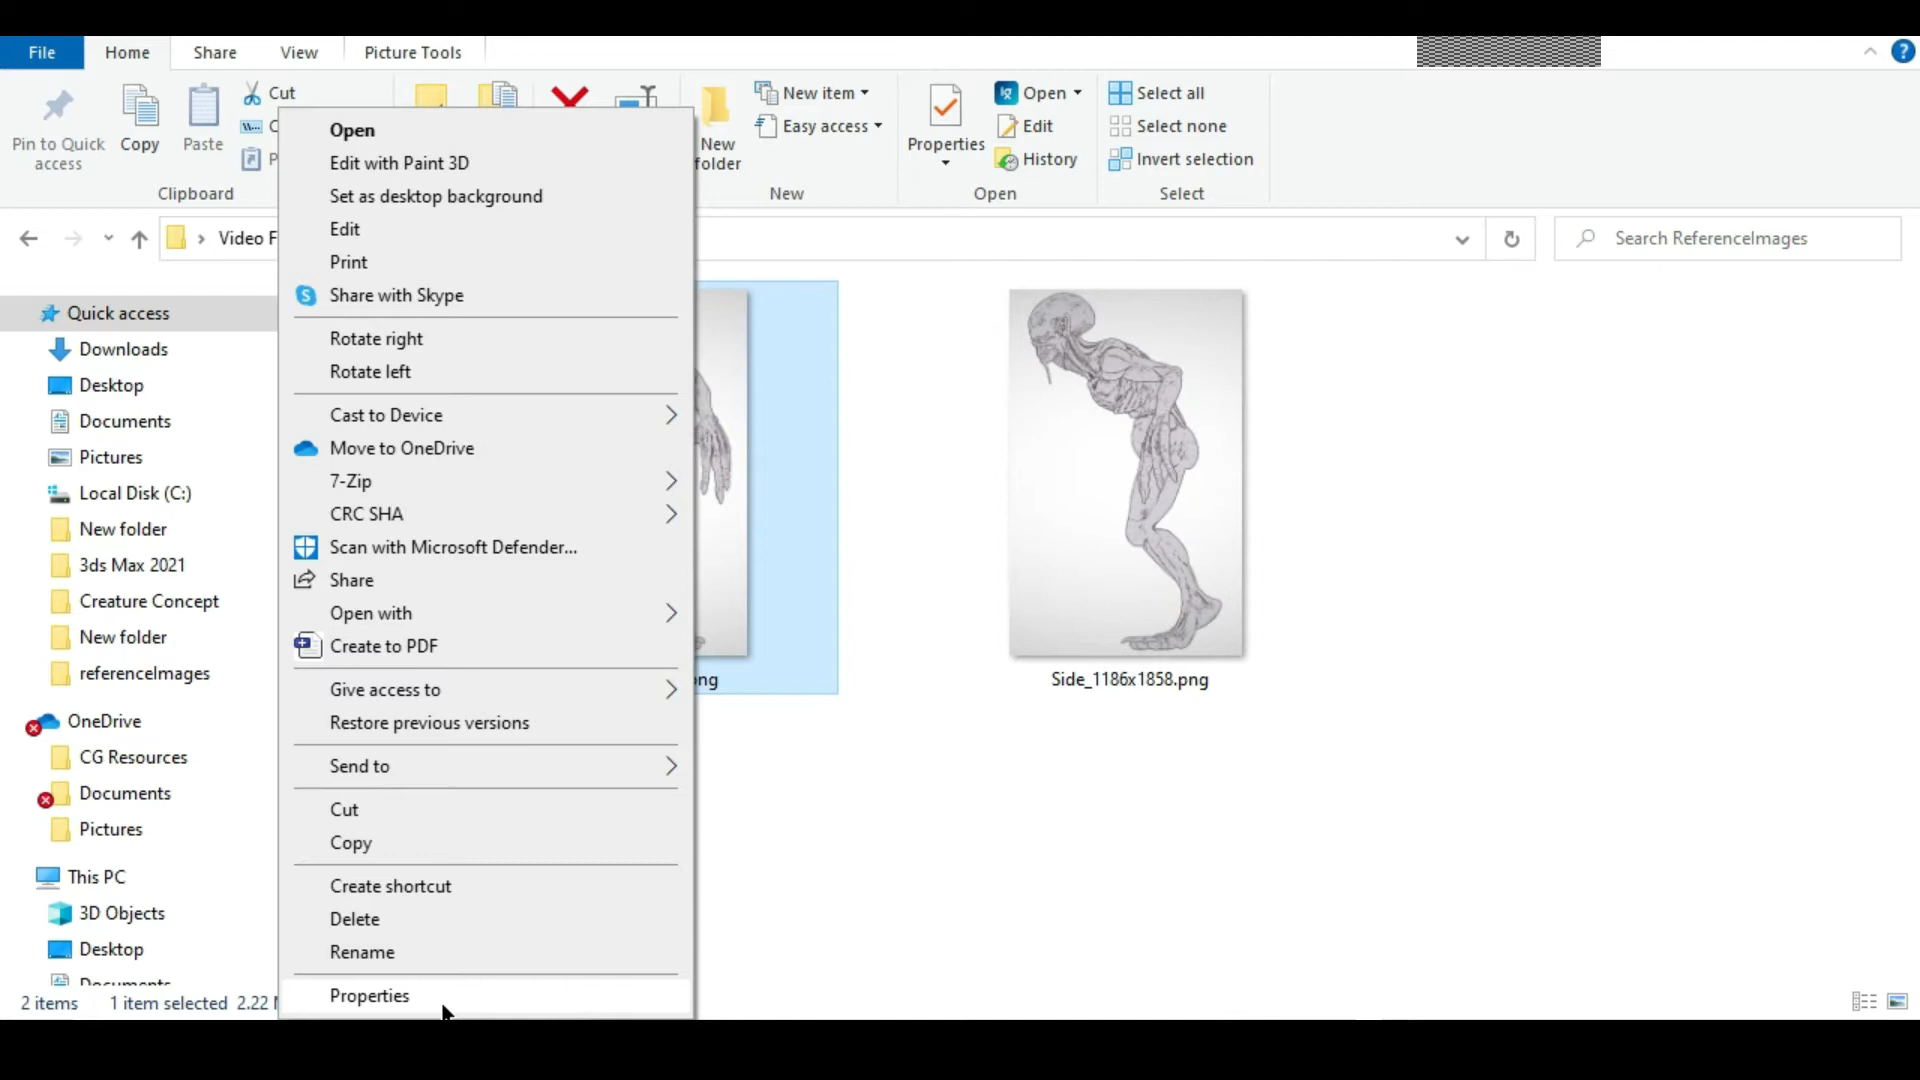 File Home Share View Picture Tools
Cut New item Open Select all
Easy access Edit Select none
Pin to Quick access Copy Paste New folder Properties History Invert selection
Clipboard New Open Select
Video F Search ReferenceImages
Quick access
Downloads
Desktop
Documents
Pictures
Local Disk (C:)
New folder
3ds Max 2021
Creature Concept
New folder
referenceImages
OneDrive
CG Resources
Documents
Pictures
This PC
3D Objects
Desktop
Documents
Open
Edit with Paint 3D
Set as desktop background
Edit
Print
Share with Skype
Rotate right
Rotate left
Cast to Device
Move to OneDrive
7-Zip
CRC SHA
Scan with Microsoft Defender...
Share
Open with
Create to PDF
Give access to
Restore previous versions
Send to
Cut
Copy
Create shortcut
Delete
Rename
Properties
Side_1186x1858.png
2 items 1 item selected 2.22